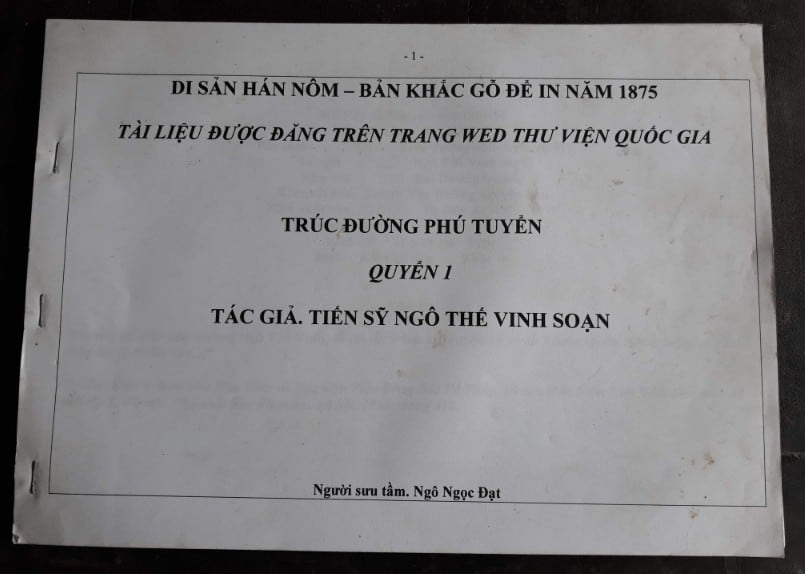 - 1 -
DI SẢN HÁN NÔM – BẢN KHẮC GỖ ĐỂ IN NĂM 1875
TÀI LIỆU ĐƯỢC ĐĂNG TRÊN TRANG WED THƯ VIỆN QUỐC GIA
TRÚC ĐƯỜNG PHÚ TUYỂN
QUYỂN 1
TÁC GIẢ. TIẾN SỸ NGÔ THẾ VINH SOẠN
Người sưu tầm. Ngô Ngọc Đạt